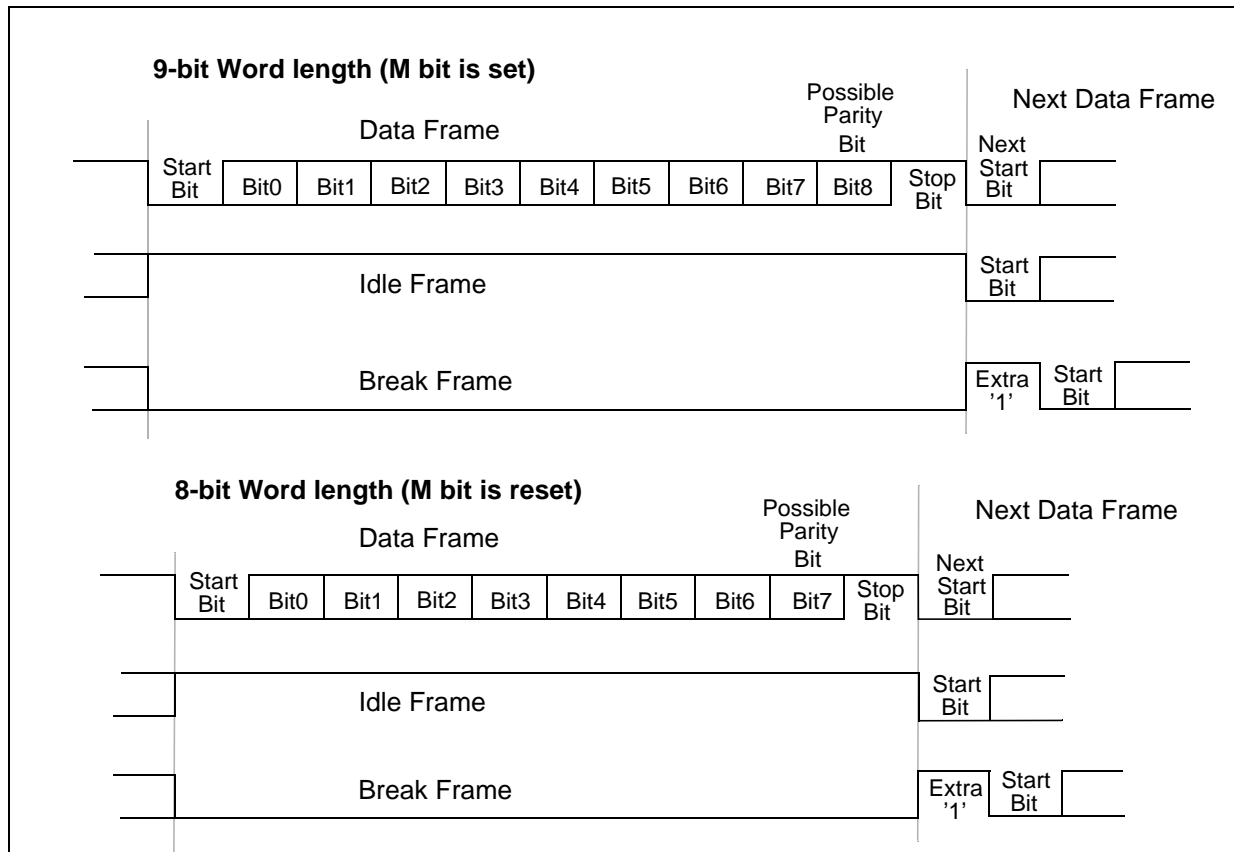 9-bit Word length (M bit is set)
Possible
Parity
Bit
Next Data Frame
Data Frame
Next
Start
Bit
Start
Bit
Bit0
Bit1
Bit2
Bit3
Bit4
Bit5
Bit6
Bit7
Bit8
Stop
Bit
Idle Frame
Start
Bit
Break Frame
Extra
'1'
Start
Bit
8-bit Word length (M bit is reset)
Possible
Parity
Bit
Next Data Frame
Data Frame
Next
Start
Bit
Start
Bit
Bit0
Bit1
Bit2
Bit3
Bit4
Bit5
Bit6
Bit7
Stop
Bit
Idle Frame
Start
Bit
Break Frame
Extra
'1'
Start
Bit